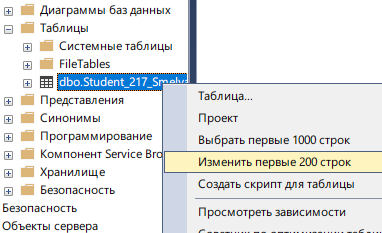 Диаграммы баз данных
Таблицы
Системные таблицы
FileTables
dbo.Student_217_Smelya
Представления
Синонимы
Программирование
Компонент Service Bro
Хранилище
Безопасность
Безопасность
Объекты сервера
Таблица...
Проект
Выбрать первые 1000 строк
Изменить первые 200 строк
Создать скрипт для таблицы
Просмотреть зависимости